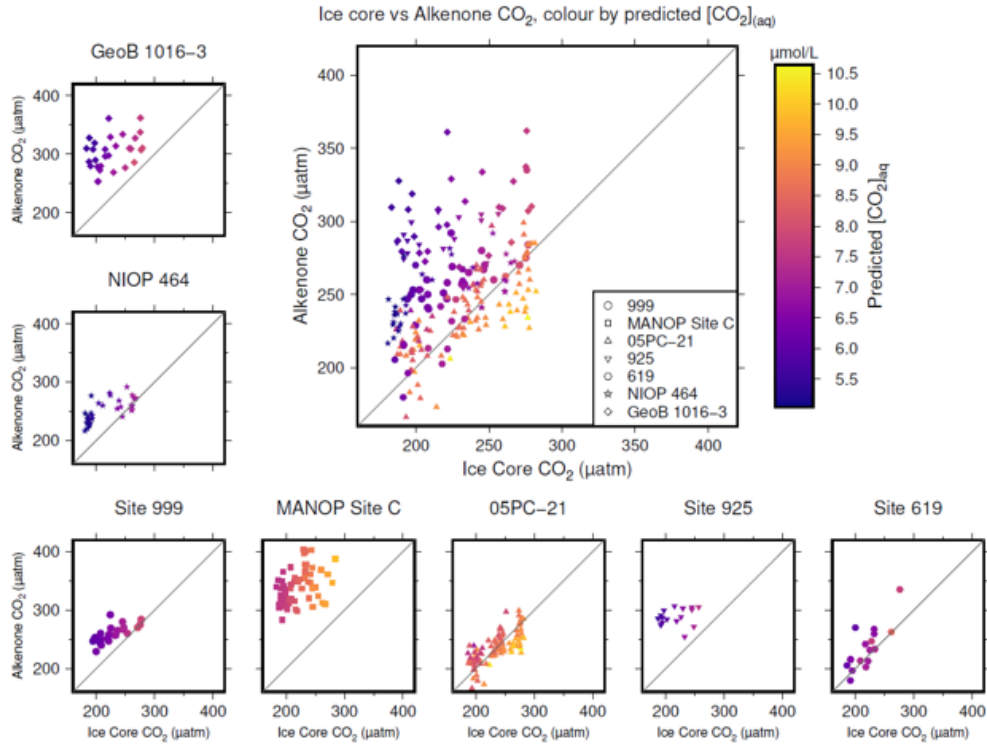 Ice core vs Alkenone CO₂, colour by predicted [CO₂]₍aq₎
GeoB 1016−3
Alkenone CO₂ (µatm)
400
300
200
NIOP 464
Alkenone CO₂ (µatm)
400
300
200
Alkenone CO₂ (µatm)
400
350
300
250
200
200
250
300
350
400
Ice Core CO₂ (µatm)
999
MANOP Site C
05PC−21
925
619
NIOP 464
GeoB 1016−3
µmol/L
10.5
10.0
9.5
9.0
8.5
8.0
7.5
7.0
6.5
6.0
5.5
Predicted [CO₂]aq
Site 999
MANOP Site C
05PC−21
Site 925
Site 619
Alkenone CO₂ (µatm)
400
300
200
200 300 400
200 300 400
200 300 400
200 300 400
200 300 400
Ice Core CO₂ (µatm)
Ice Core CO₂ (µatm)
Ice Core CO₂ (µatm)
Ice Core CO₂ (µatm)
Ice Core CO₂ (µatm)